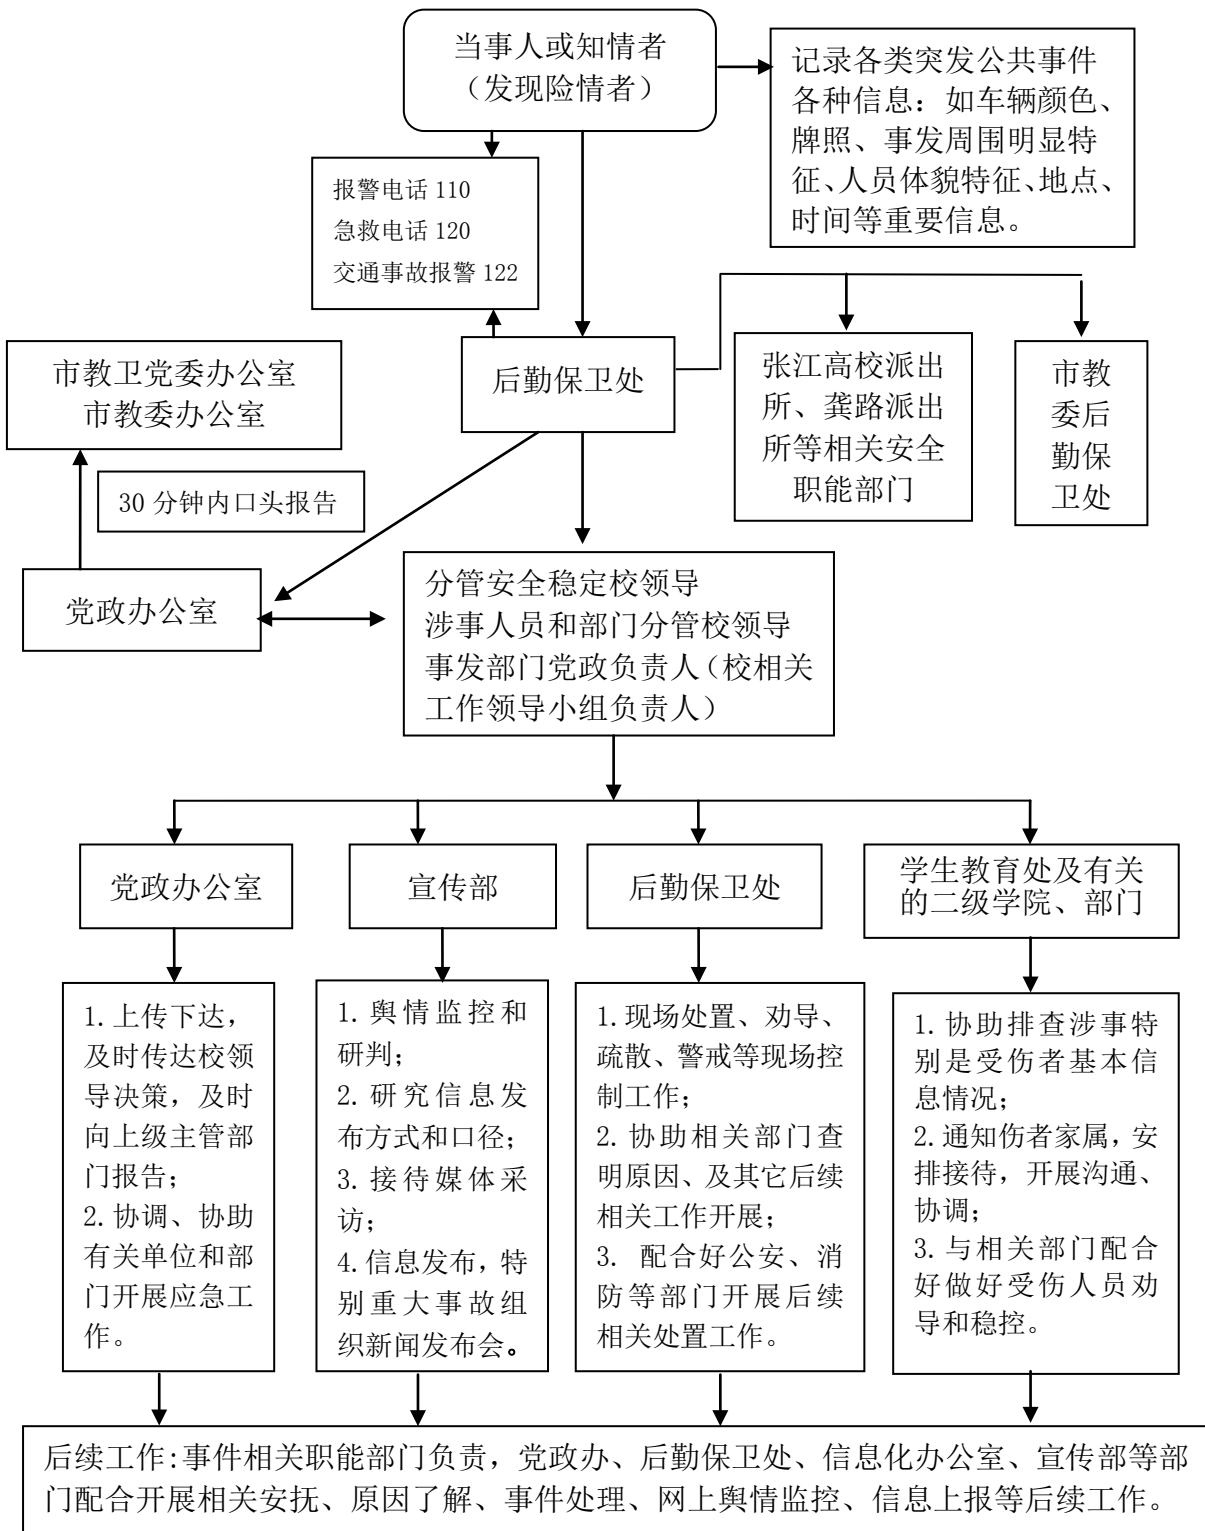 当事人或知情者
（发现险情者）
记录各类突发公共事件
各种信息：如车辆颜色、
牌照、事发周围明显特
征、人员体貌特征、地点、
时间等重要信息。
报警电话 110
急救电话 120
交通事故报警 122
后勤保卫处
张江高校派出
所、龚路派出
所等相关安全
职能部门
市教
委后
勤保
卫处
市教卫党委办公室
市教委办公室
30 分钟内口头报告
党政办公室
分管安全稳定校领导
涉事人员和部门分管校领导
事发部门党政负责人（校相关
工作领导小组负责人）
党政办公室
宣传部
后勤保卫处
学生教育处及有关
的二级学院、部门
1. 上传下达，
及时传达校领
导决策，及时
向上级主管部
门报告；
2. 协调、协助
有关单位和部
门开展应急工
作。
1. 舆情监控和
研判；
2. 研究信息发
布方式和口径；
3. 接待媒体采
访；
4. 信息发布，特
别重大事故组
织新闻发布会。
1. 现场处置、劝导、
疏散、警戒等现场控
制工作；
2. 协助相关部门查
明原因、及其它后续
相关工作开展；
3. 配合好公安、消
防等部门开展后续
相关处置工作。
1. 协助排查涉事特
别是受伤者基本信
息情况；
2. 通知伤者家属，安
排接待，开展沟通、
协调；
3. 与相关部门配合
好做好受伤人员劝
导和稳控。
后续工作：事件相关职能部门负责，党政办、后勤保卫处、信息化办公室、宣传部等部
门配合开展相关安抚、原因了解、事件处理、网上舆情监控、信息上报等后续工作。